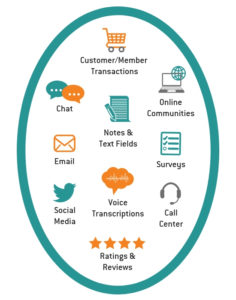 Customer/Member
Transactions
Chat
Online
Communities
Notes &
Text Fields
Email
Surveys
Social
Media
Voice
Transcriptions
Call
Center
Ratings &
Reviews